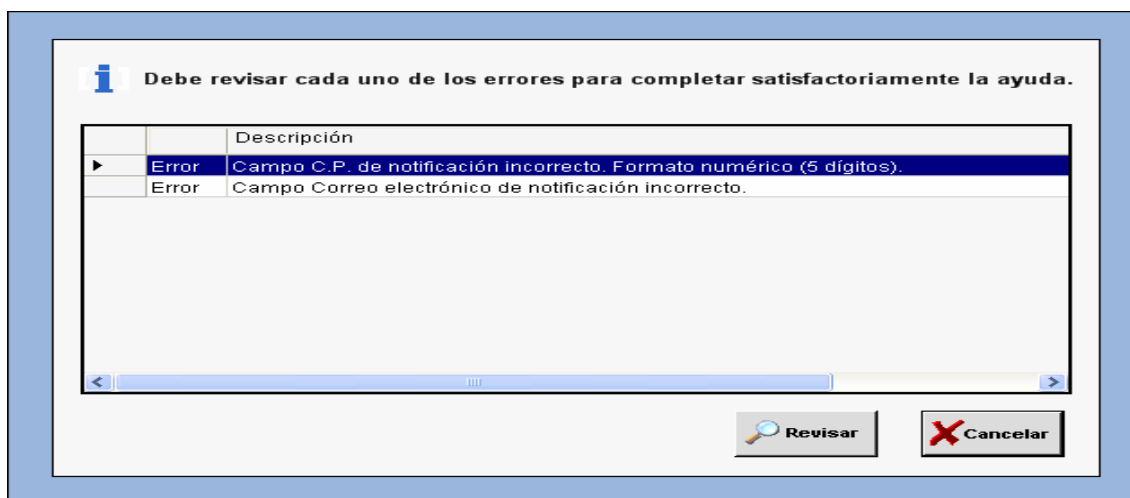 Debe revisar cada uno de los errores para completar satisfactoriamente la ayuda.
Descripción
Error Campo C.P. de notificación incorrecto. Formato numérico (5 dígitos).
Error Campo Correo electrónico de notificación incorrecto.
Revisar Cancelar